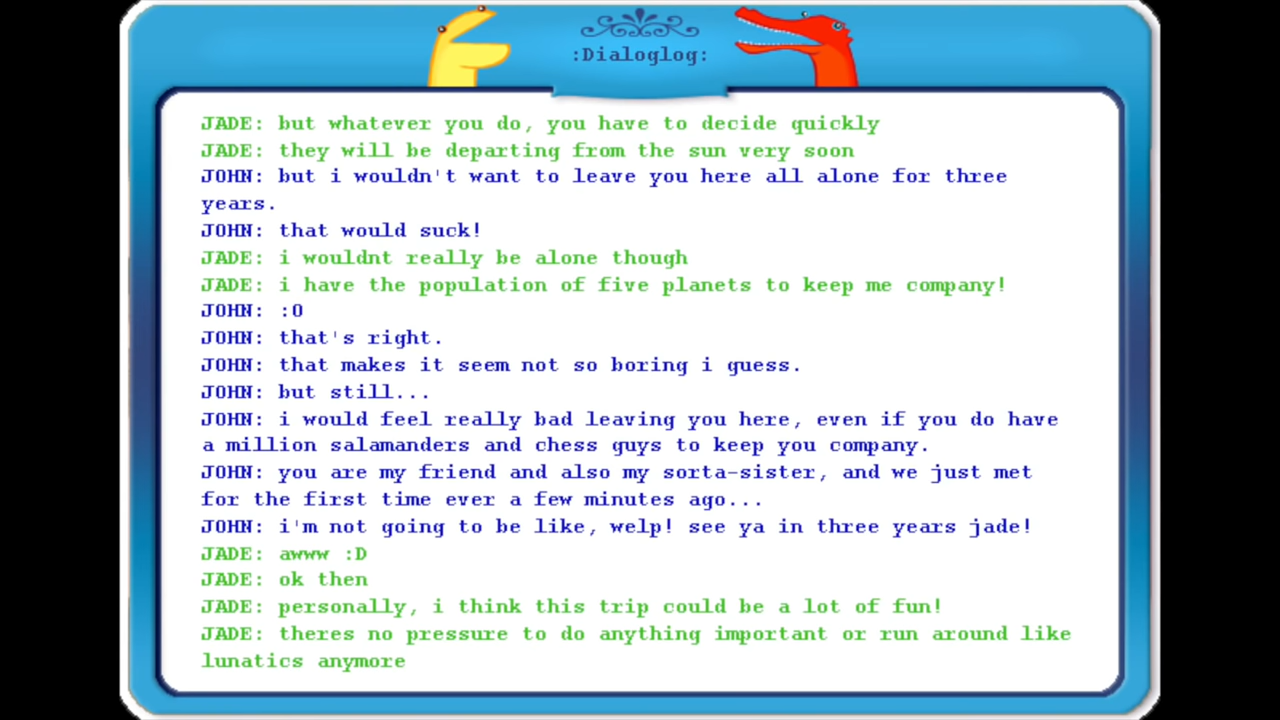 :Dialoglog:
JADE: but whatever you do, you have to decide quickly
JADE: they will be departing from the sun very soon
JOHN: but i wouldn't want to leave you here all alone for three
years.
JOHN: that would suck!
JADE: i wouldnt really be alone though
JADE: i have the population of five planets to keep me company!
JOHN: :O
JOHN: that's right.
JOHN: that makes it seem not so boring i guess.
JOHN: but still...
JOHN: i would feel really bad leaving you here, even if you do have
a million salamanders and chess guys to keep you company.
JOHN: you are my friend and also my sorta-sister, and we just met
for the first time ever a few minutes ago...
JOHN: i'm not going to be like, welp! see ya in three years jade!
JADE: awww :D
JADE: ok then
JADE: personally, i think this trip could be a lot of fun!
JADE: theres no pressure to do anything important or run around like
lunatics anymore